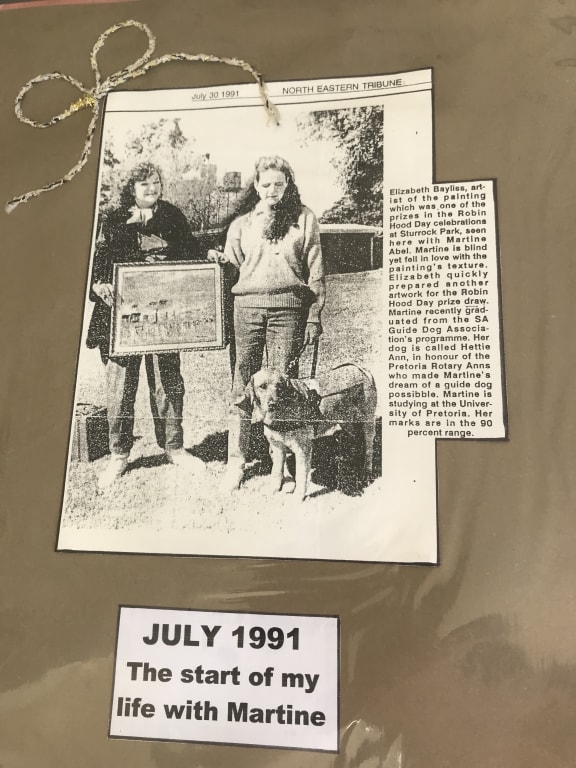 July 30 1991 NORTH EASTERN TRIBUNE
Elizabeth Bayliss, art-
ist of the painting
which was one of the
prizes in the Robin
Hood Day celebrations
at Sturrock Park, seen
here with Martine
Abel. Martine is blind
yet fell in love with the
painting's texture.
Elizabeth quickly
prepared another
artwork for the Robin
Hood Day prize draw.
Martine recently grad-
uated from the SA
Guide Dog Associa-
tion's programme. Her
dog is called Hettie
Ann, in honour of the
Pretoria Rotary Anns
who made Martine's
dream of a guide dog
possibble. Martine is
studying at the Univer-
sity of Pretoria. Her
marks are in the 90
percent range.
JULY 1991
The start of my
life with Martine